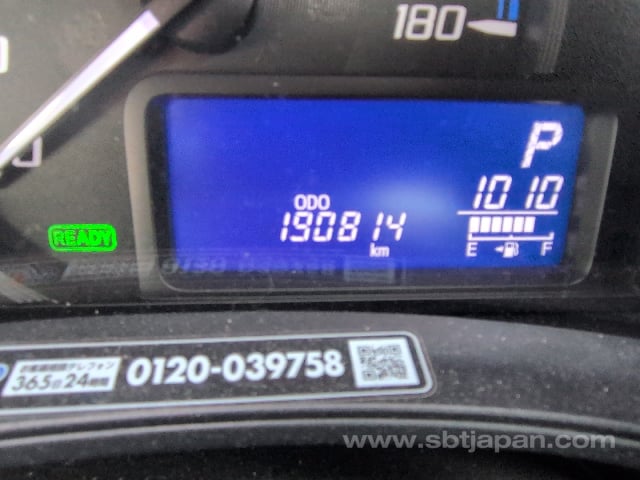 180
P
1010
ODO
190814
km
E F
READY
365日24時間
0120-039758
www.sbtjapan.com